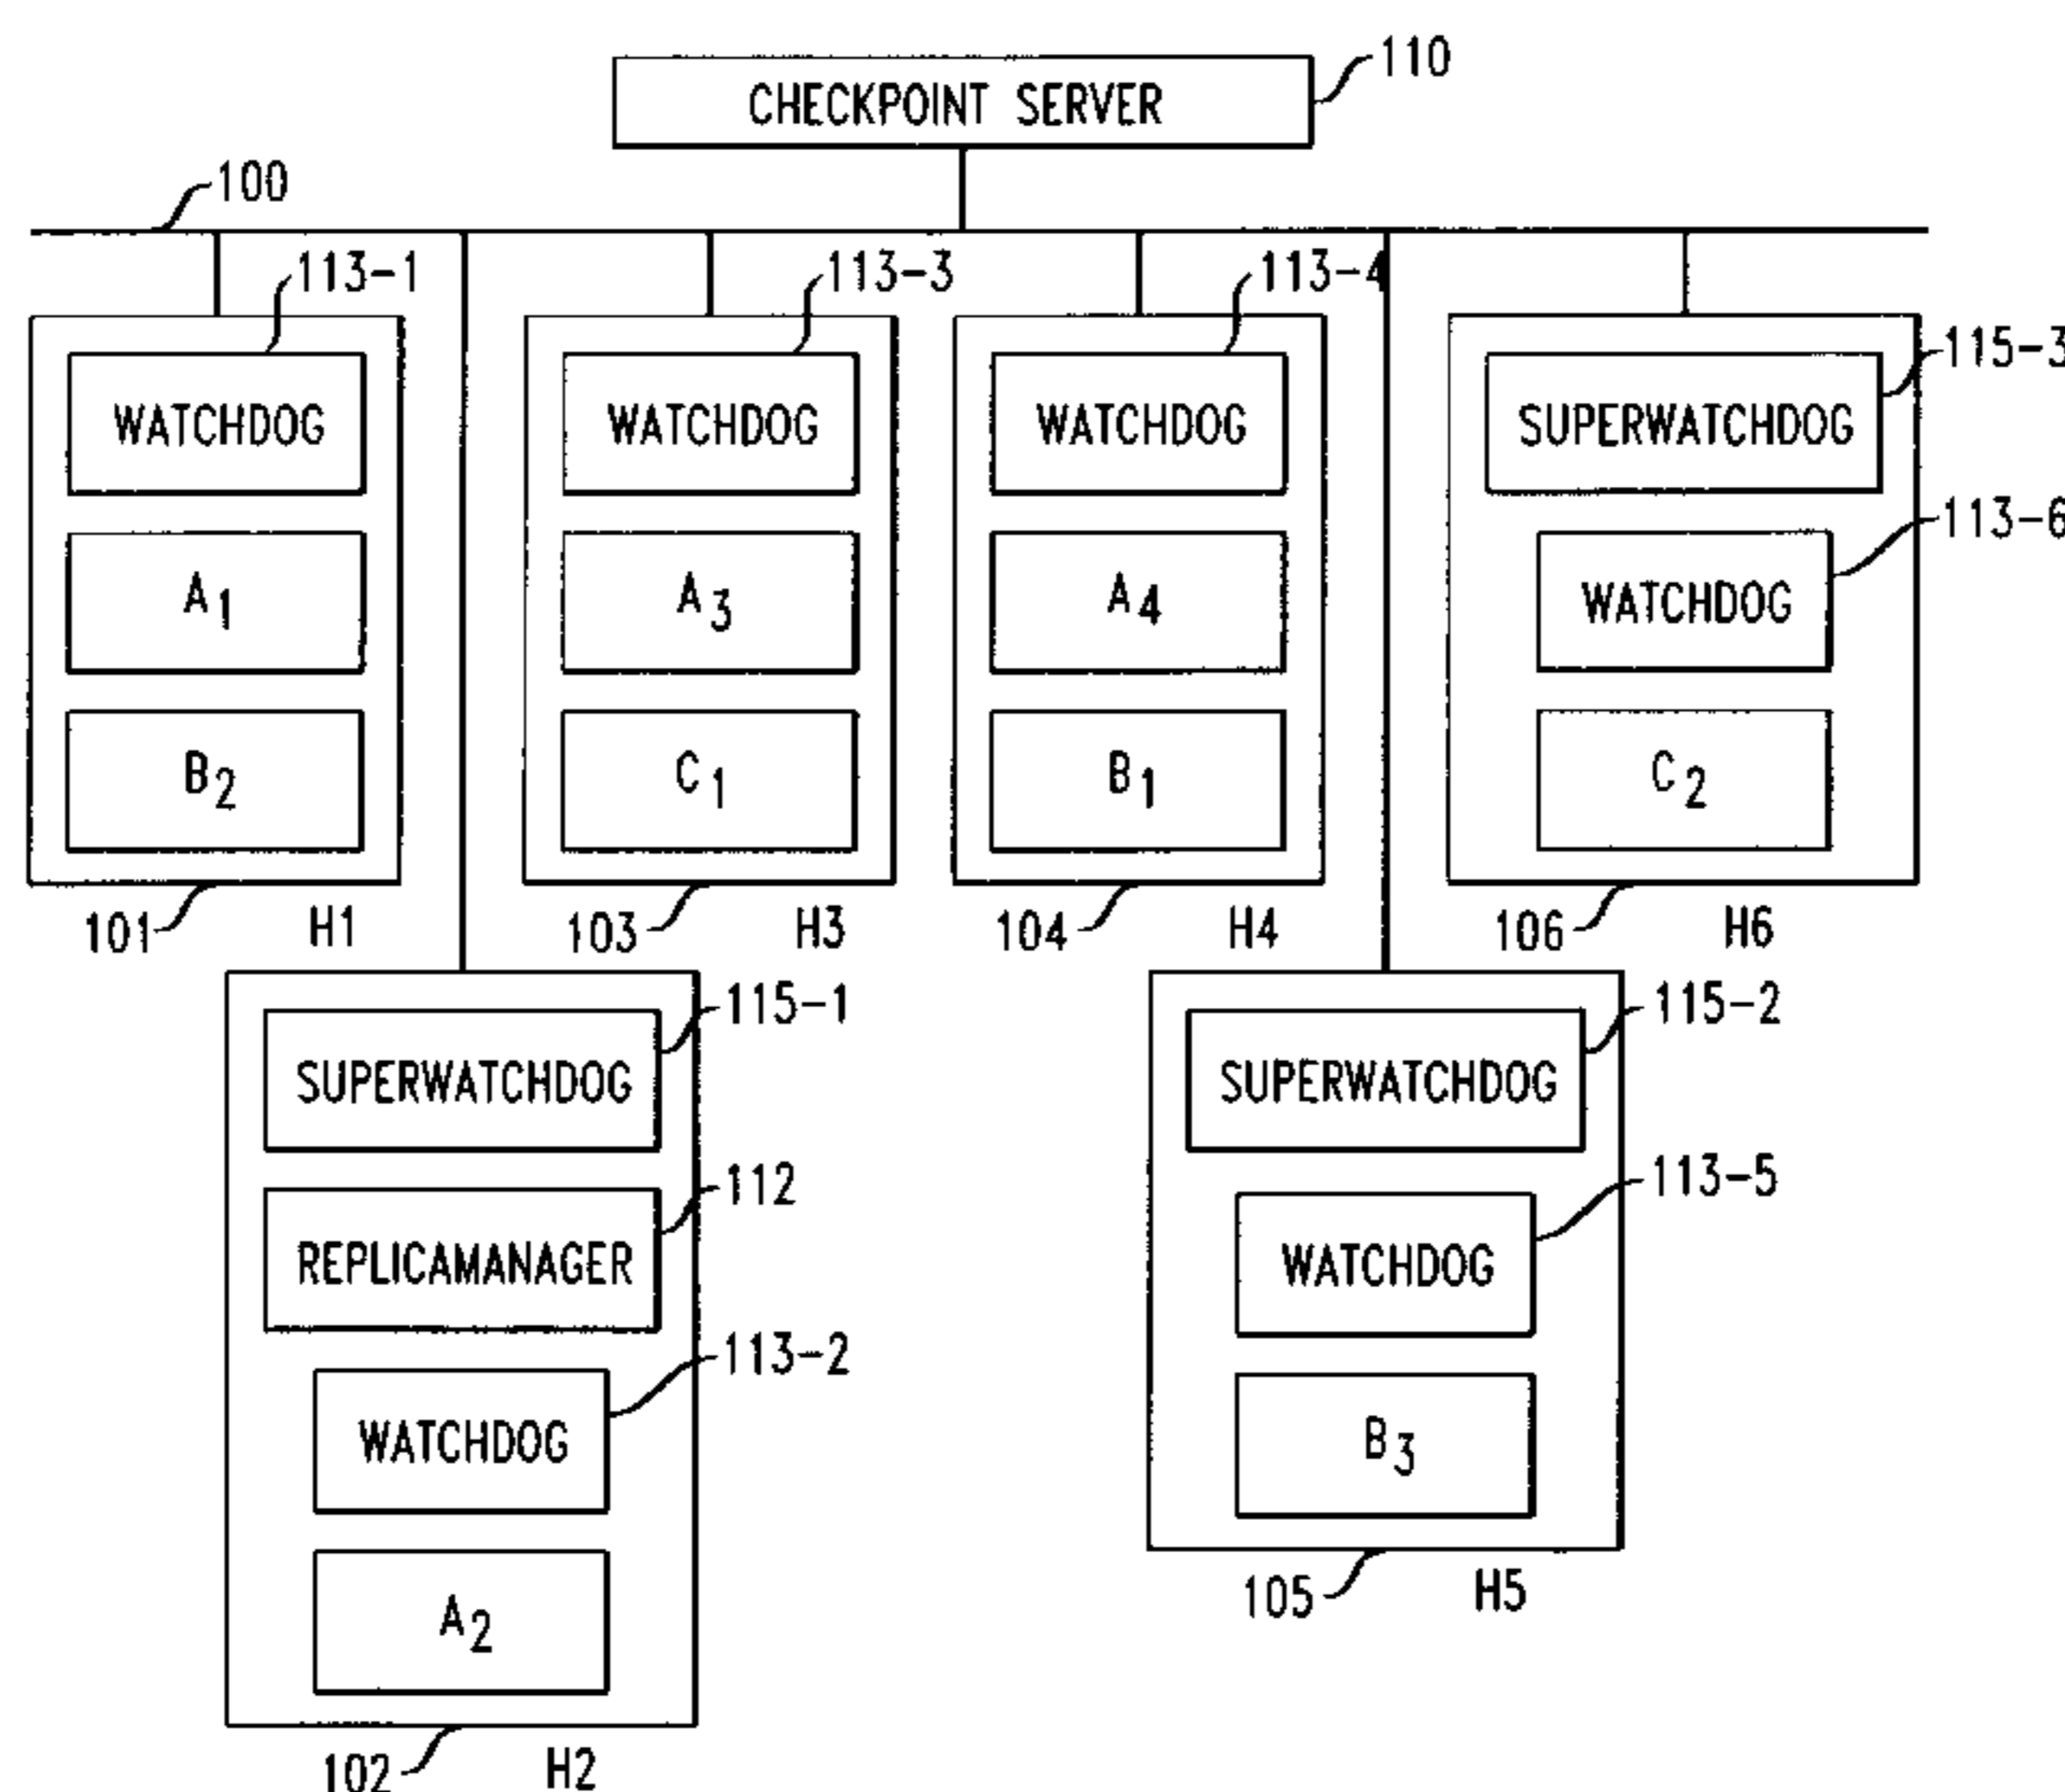 110
CHECKPOINT SERVER
100
113-1
113-3
113-4
WATCHDOG
WATCHDOG
WATCHDOG
SUPERWATCHDOG
115-3
113-6
A1
A3
A4
WATCHDOG
B2
C1
B1
C2
101
H1
103
H3
104
H4
106
H6
115-1
SUPERWATCHDOG
112
REPLICAMANAGER
113-2
WATCHDOG
A2
102
H2
115-2
SUPERWATCHDOG
113-5
WATCHDOG
B3
105
H5